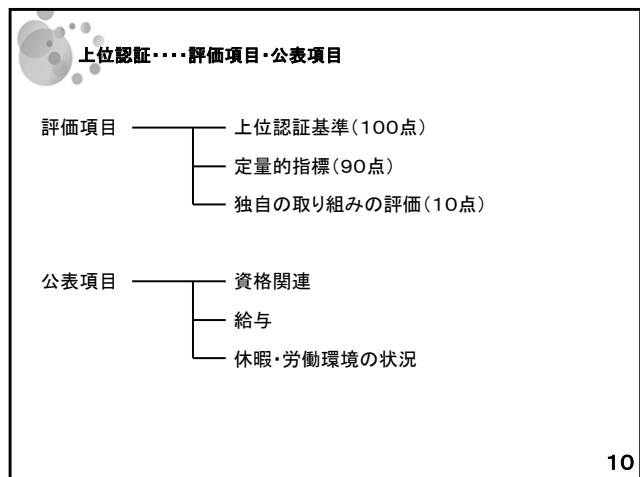 上位認証・・・・評価項目・公表項目
評価項目
上位認証基準(100点)
定量的指標(90点)
独自の取り組みの評価(10点)
公表項目
資格関連
給与
休暇・労働環境の状況
10